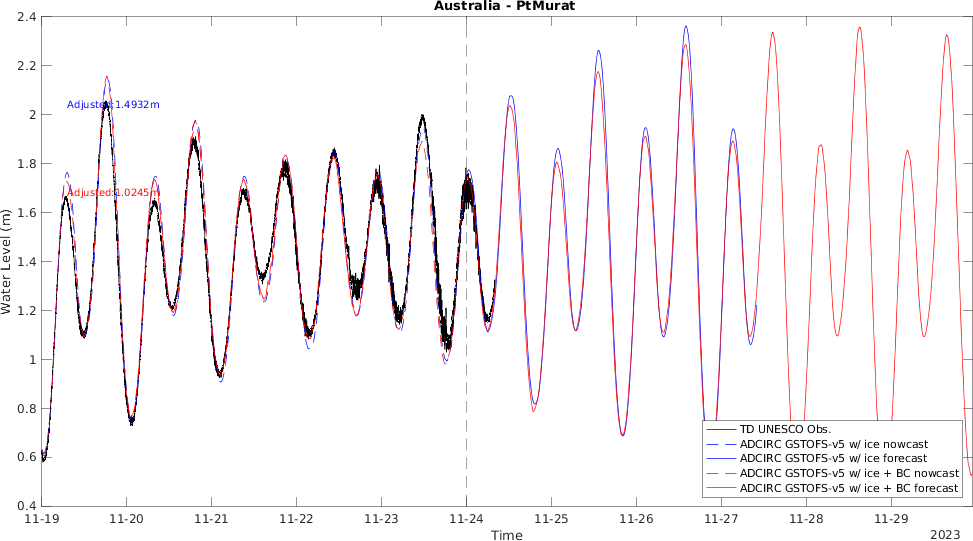 Australia - PtMurat
2.4
2.2
2
1.8
1.6
1.4
1.2
1
0.8
0.6
0.4
Water Level (m)
Adjusted:1.4932m
Adjusted:1.0245m
TD UNESCO Obs.
ADCIRC GSTOFS-v5 w/ ice nowcast
ADCIRC GSTOFS-v5 w/ ice forecast
ADCIRC GSTOFS-v5 w/ ice + BC nowcast
ADCIRC GSTOFS-v5 w/ ice + BC forecast
11-19 11-20 11-21 11-22 11-23 11-24 11-25 11-26 11-27 11-28 11-29
Time
2023